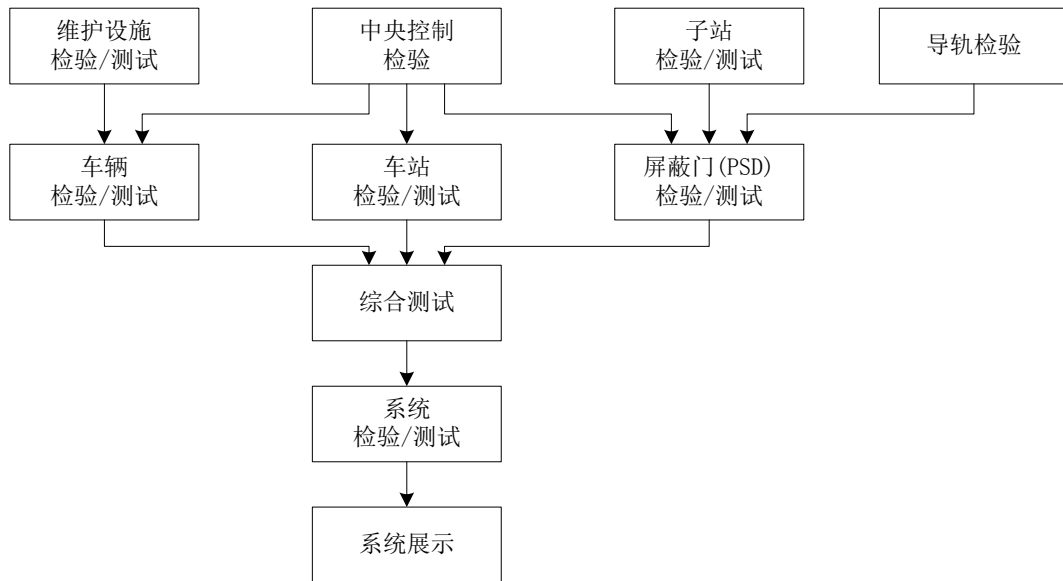 维护设施
检验/测试
中央控制
检验
子站
检验/测试
导轨检验
车辆
检验/测试
车站
检验/测试
屏蔽门(PSD)
检验/测试
综合测试
系统
检验/测试
系统展示